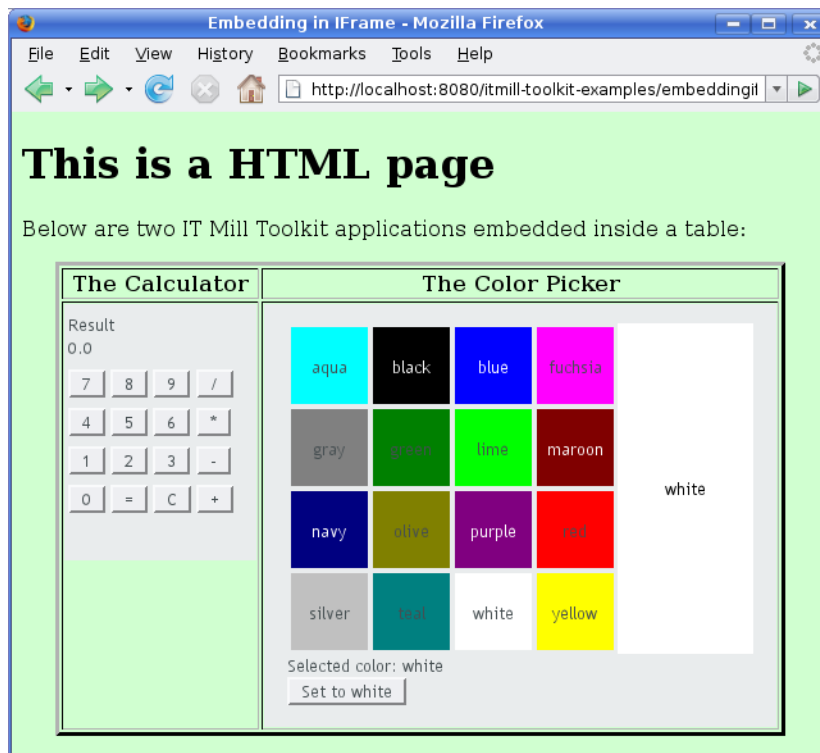 Embedding in IFrame - Mozilla Firefox
File Edit View History Bookmarks Tools Help
http://localhost:8080/itmill-toolkit-examples/embeddingif
This is a HTML page
Below are two IT Mill Toolkit applications embedded inside a table:
The Calculator The Color Picker
Result
0.0
7 8 9 /
4 5 6 *
1 2 3 -
0 = C +
aqua black blue fuchsia
gray green lime maroon
white
navy olive purple red
silver teal white yellow
Selected color: white
Set to white